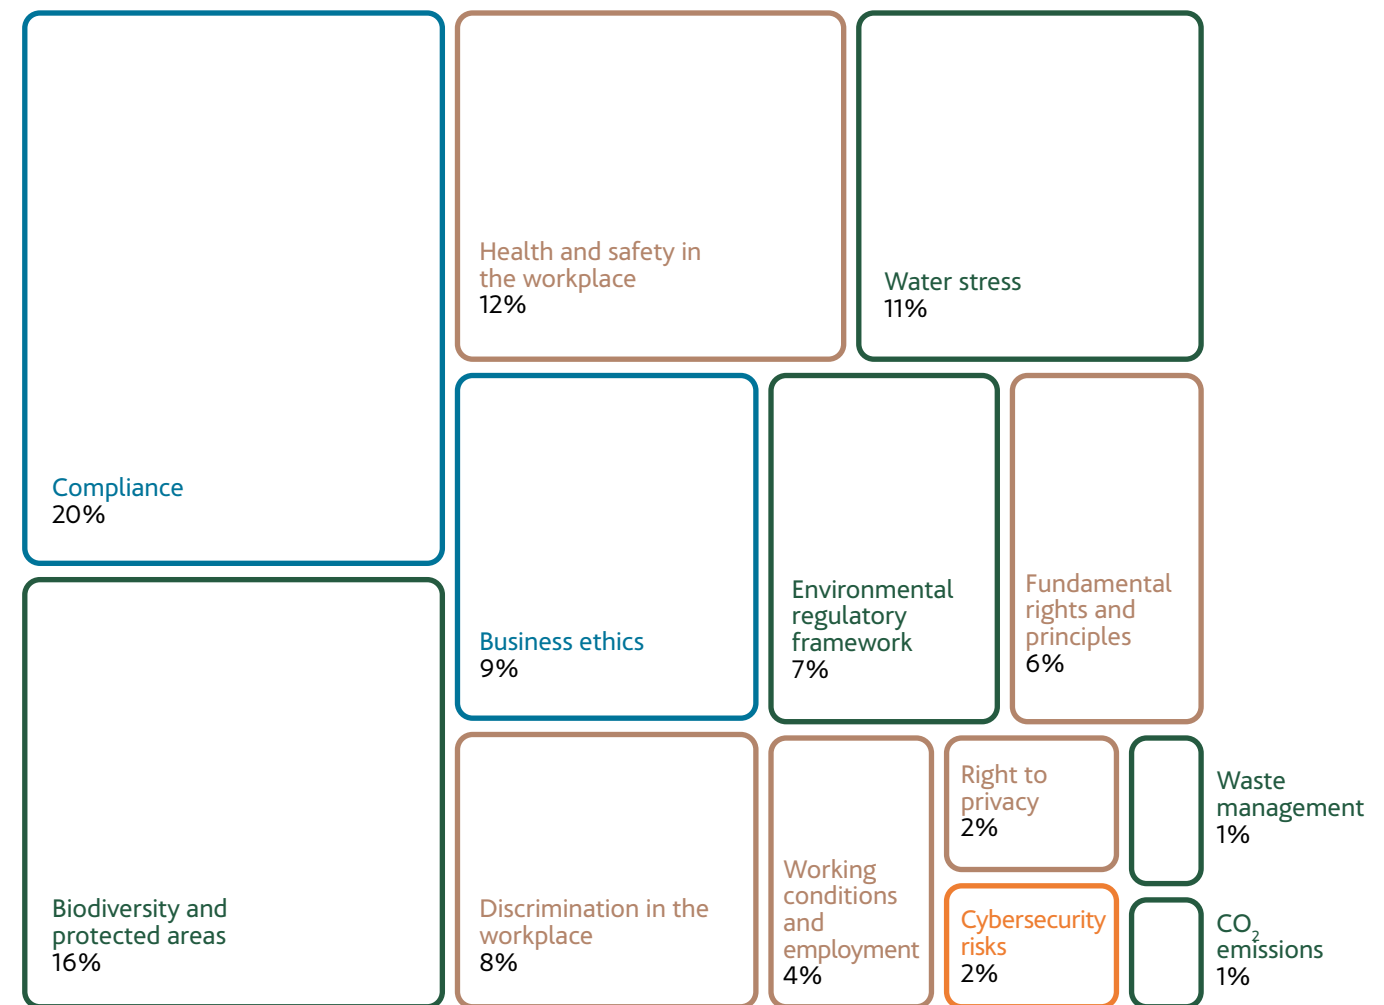 Compliance
20%
Health and safety in
the workplace
12%
Water stress
11%
Business ethics
9%
Environmental
regulatory
framework
7%
Fundamental
rights and
principles
6%
Biodiversity and
protected areas
16%
Discrimination in the
workplace
8%
Working
conditions
and
employment
4%
Right to
privacy
2%
Cybersecurity
risks
2%
Waste
management
1%
CO₂
emissions
1%